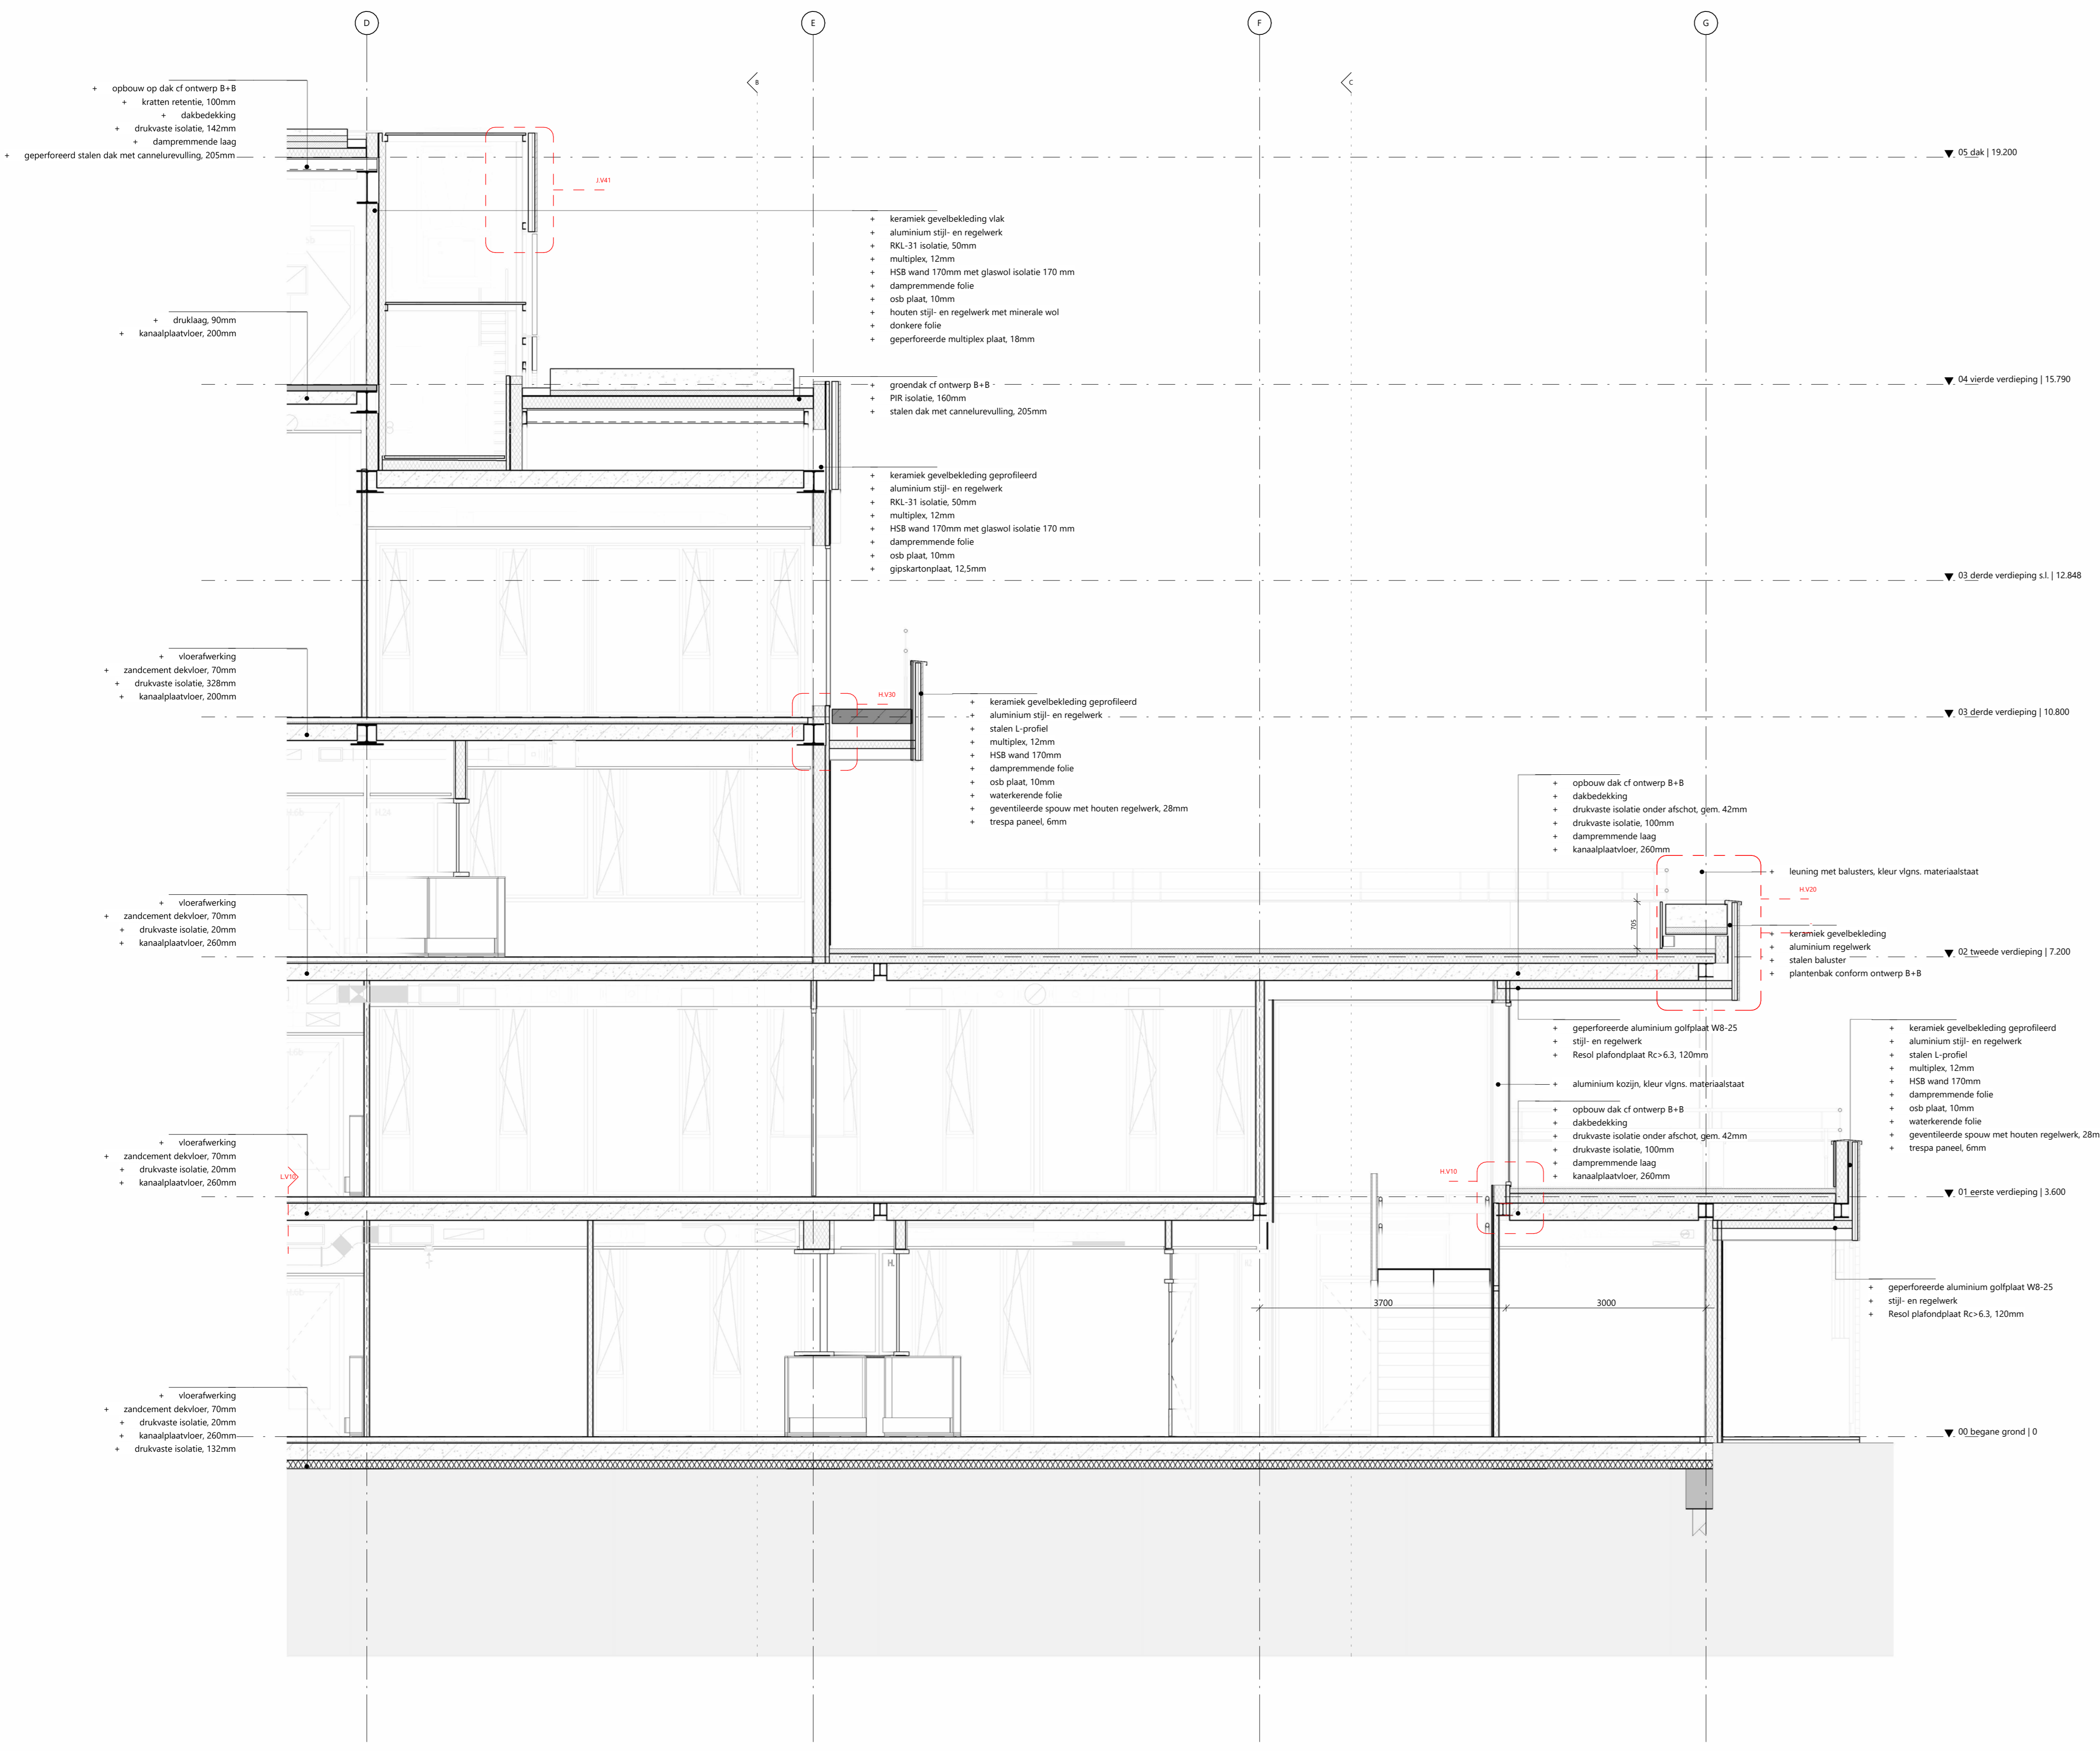 D
E
F
G
B
C
+ opbouw op dak cf ontwerp B+B
+ kratten retentie, 100mm
+ dakbedekking
+ drukvaste isolatie, 142mm
+ dampremmende laag
+ geperforeerd stalen dak met cannelurevulling, 205mm
05 dak | 19.200
J.V41
+ keramiek gevelbekleding vlak
+ aluminium stijl- en regelwerk
+ RKL-31 isolatie, 50mm
+ multiplex, 12mm
+ HSB wand 170mm met glaswol isolatie 170 mm
+ dampremmende folie
+ osb plaat, 10mm
+ houten stijl- en regelwerk met minerale wol
+ donkere folie
+ geperforeerde multiplex plaat, 18mm
+ druklaag, 90mm
+ kanaalplaatvloer, 200mm
+ groendak cf ontwerp B+B
+ PIR isolatie, 160mm
+ stalen dak met cannelurevulling, 205mm
04 vierde verdieping | 15.790
+ keramiek gevelbekleding geprofileerd
+ aluminium stijl- en regelwerk
+ RKL-31 isolatie, 50mm
+ multiplex, 12mm
+ HSB wand 170mm met glaswol isolatie 170 mm
+ dampremmende folie
+ osb plaat, 10mm
+ gipskartonplaat, 12,5mm
03 derde verdieping s.l. | 12.848
+ vloerafwerking
+ zandcement dekvloer, 70mm
+ drukvaste isolatie, 328mm
+ kanaalplaatvloer, 200mm
H.V30
+ keramiek gevelbekleding geprofileerd
+ aluminium stijl- en regelwerk
+ stalen L-profiel
+ multiplex, 12mm
+ HSB wand 170mm
+ dampremmende folie
+ osb plaat, 10mm
+ waterkerende folie
+ geventileerde spouw met houten regelwerk, 28mm
+ trespa paneel, 6mm
03 derde verdieping | 10.800
+ opbouw dak cf ontwerp B+B
+ dakbedekking
+ drukvaste isolatie onder afschot, gem. 42mm
+ drukvaste isolatie, 100mm
+ dampremmende laag
+ kanaalplaatvloer, 260mm
+ leuning met balusters, kleur vlgns. materiaalstaat
H.V20
705
+ keramiek gevelbekleding
+ aluminium regelwerk
+ stalen baluster
+ plantenbak conform ontwerp B+B
+ vloerafwerking
+ zandcement dekvloer, 70mm
+ drukvaste isolatie, 20mm
+ kanaalplaatvloer, 260mm
02 tweede verdieping | 7.200
+ geperforeerde aluminium golfplaat W8-25
+ stijl- en regelwerk
+ Resol plafondplaat Rc>6.3, 120mm
+ aluminium kozijn, kleur vlgns. materiaalstaat
+ opbouw dak cf ontwerp B+B
+ dakbedekking
+ drukvaste isolatie onder afschot, gem. 42mm
+ drukvaste isolatie, 100mm
+ dampremmende laag
+ kanaalplaatvloer, 260mm
+ keramiek gevelbekleding geprofileerd
+ aluminium stijl- en regelwerk
+ stalen L-profiel
+ multiplex, 12mm
+ HSB wand 170mm
+ dampremmende folie
+ osb plaat, 10mm
+ waterkerende folie
+ geventileerde spouw met houten regelwerk, 28m
+ trespa paneel, 6mm
+ vloerafwerking
+ zandcement dekvloer, 70mm
+ drukvaste isolatie, 20mm
+ kanaalplaatvloer, 260mm
L.V10
H.V10
01 eerste verdieping | 3.600
3700
3000
+ geperforeerde aluminium golfplaat W8-25
+ stijl- en regelwerk
+ Resol plafondplaat Rc>6.3, 120mm
+ vloerafwerking
+ zandcement dekvloer, 70mm
+ drukvaste isolatie, 20mm
+ kanaalplaatvloer, 260mm
+ drukvaste isolatie, 132mm
00 begane grond | 0